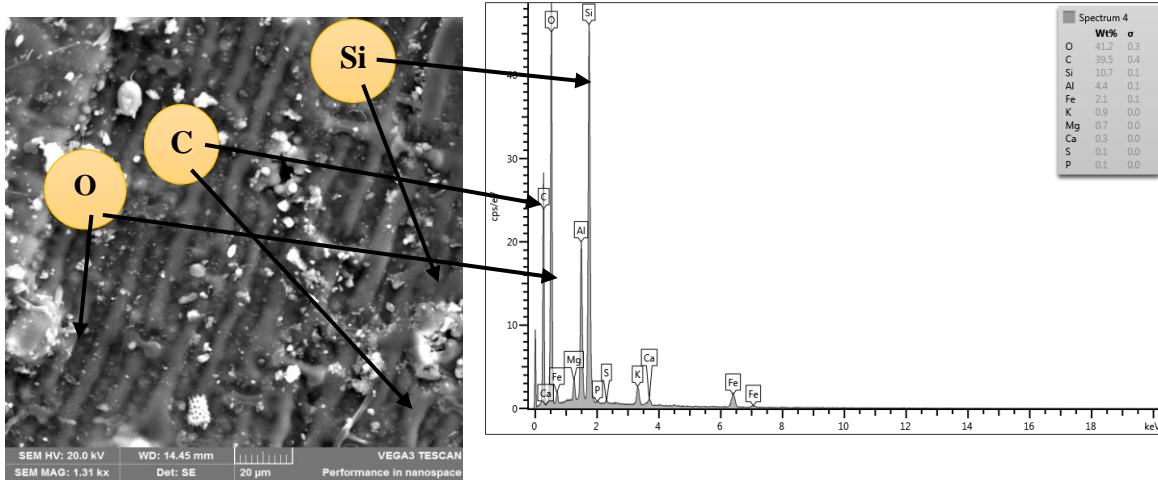 Si
C
O
SEM HV: 20.0 kV WD: 14.45 mm VEGA3 TESCAN
SEM MAG: 1.31 kx Det: SE 20 µm Performance in nanospace
Spectrum 4
Wt% σ
O 41.2 0.3
C 39.5 0.4
Si 10.7 0.1
Al 4.4 0.1
Fe 2.1 0.1
K 0.9 0.0
Mg 0.7 0.0
Ca 0.3 0.0
S 0.1 0.0
P 0.1 0.0
O Si
C
Al
Mg Ca
Fe S K
Ca P Fe Fe
40
30
20
10
0
0 2 4 6 8 10 12 14 16 18 keV